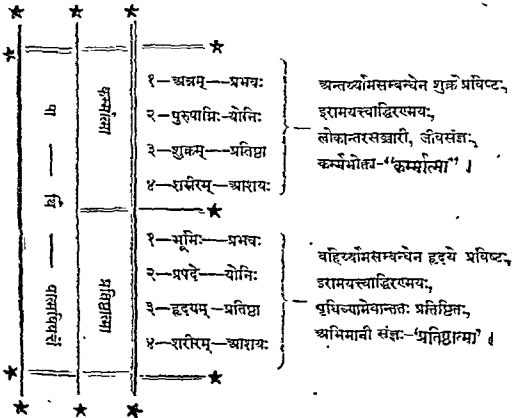 पा — र्थि — वात्मविवर्त्त
कर्म्मात्मा
१-अन्नम्—प्रभवः
२-पुरुषाग्निः-योनिः
३-शुक्रम्—प्रतिष्ठा
४-शरीरम्—आशयः
अन्तर्य्यामसम्बन्धेन शुक्रे प्रविष्टः,
इरामयत्त्वाद्धिरण्मयः,
लोकान्तरसञ्चारी, जीवसंज्ञः,
कर्म्मभोक्ता-"कर्म्मात्मा" ।
प्रतिष्ठात्मा
१-भूमिः—प्रभवः
२-प्रपदे—योनिः
३-हृदयम्-प्रतिष्ठा
४-शरीरम्-आशयः
वहिर्य्यामसम्बन्धेन हृदये प्रविष्टः,
इरामयत्त्वाद्धिरण्मयः,
पृथिव्यामेवान्ततः प्रतिष्ठितः,
अभिमानी संज्ञः-'प्रतिष्ठात्मा' ।